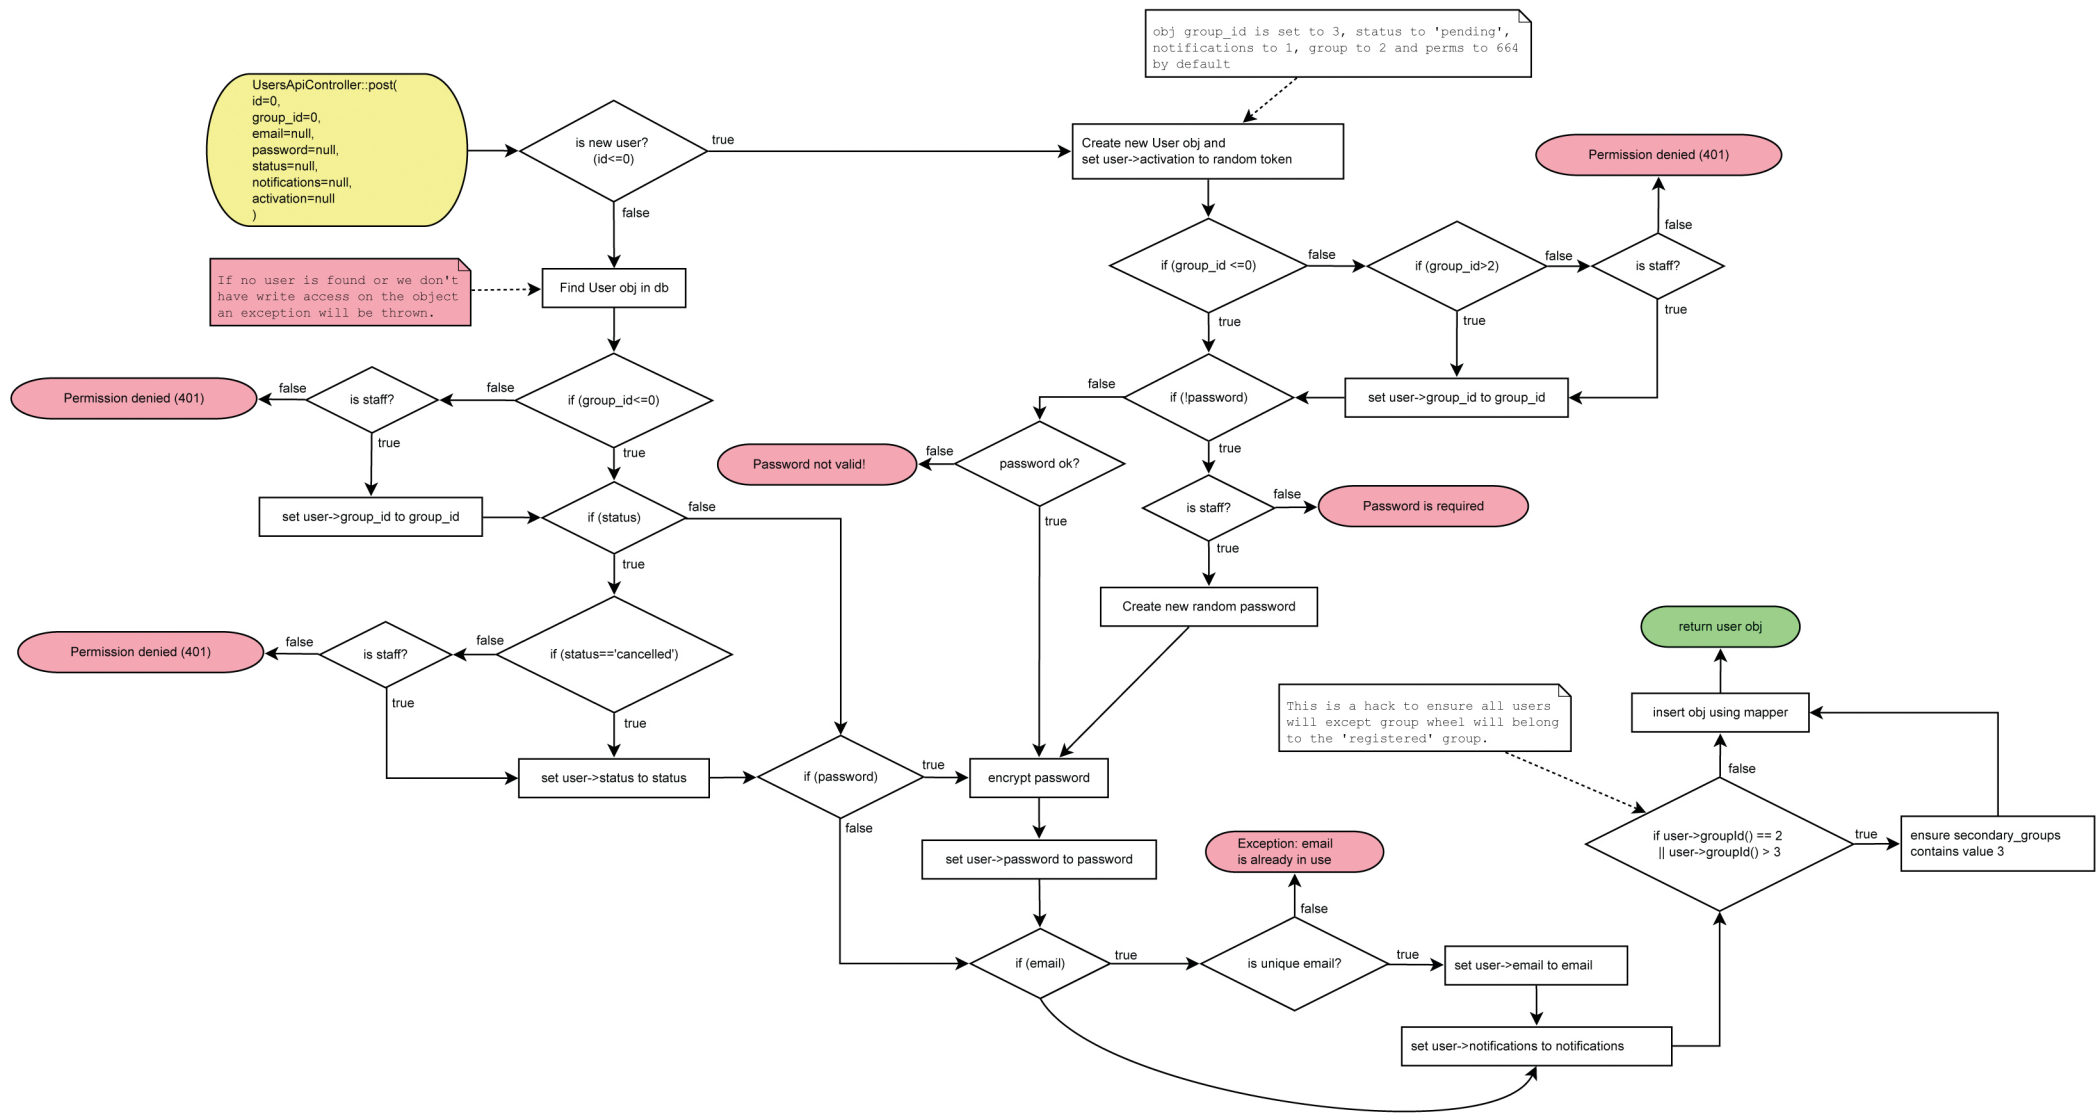 obj group_id is set to 3, status to 'pending',
notifications to 1, group to 2 and perms to 664
by default
UsersApiController::post(
id=0,
group_id=0,
email=null,
password=null,
status=null,
notifications=null,
activation=null
)
is new user?
(id<=0)
true
false
Create new User obj and
set user->activation to random token
Permission denied (401)
false
if (group_id <=0)
false
if (group_id>2)
false
is staff?
true
true
true
If no user is found or we don't
have write access on the object
an exception will be thrown.
Find User obj in db
Permission denied (401)
false
is staff?
false
if (group_id<=0)
true
true
false
if (!password)
set user->group_id to group_id
true
Password not valid!
false
password ok?
true
is staff?
false
Password is required
true
set user->group_id to group_id
if (status)
false
true
Create new random password
Permission denied (401)
false
is staff?
false
if (status=='cancelled')
true
true
return user obj
insert obj using mapper
This is a hack to ensure all users
will except group wheel will belong
to the 'registered' group.
set user->status to status
if (password)
true
false
encrypt password
false
if user->groupId() == 2
|| user->groupId() > 3
true
ensure secondary_groups
contains value 3
set user->password to password
Exception: email
is already in use
false
if (email)
true
is unique email?
true
set user->email to email
set user->notifications to notifications